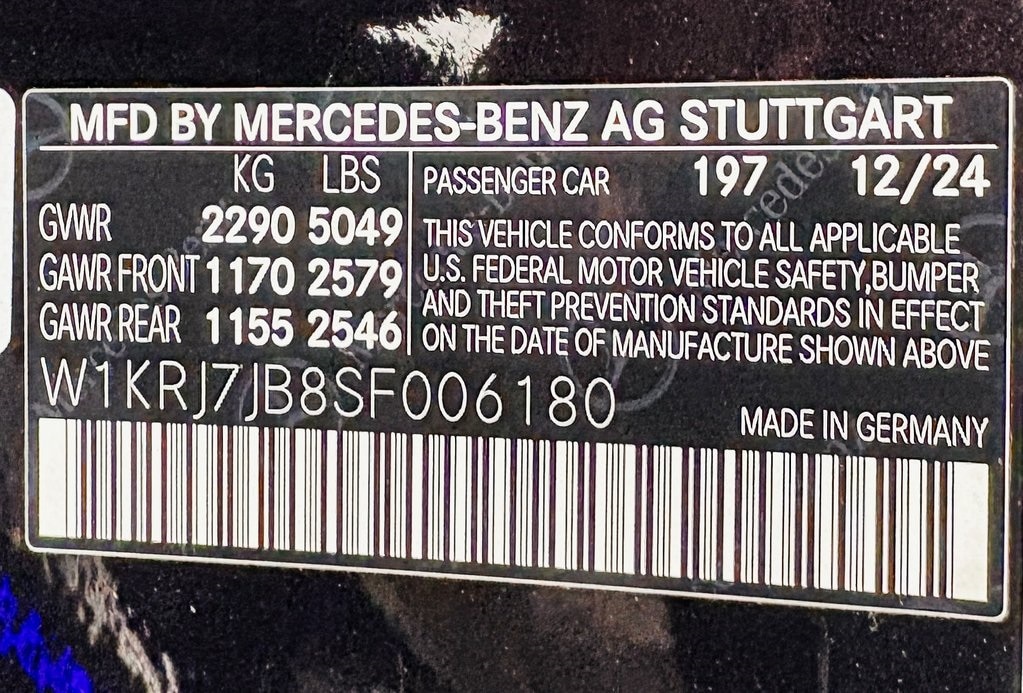 MFD BY MERCEDES-BENZ AG STUTTGART
KG LBS
GVWR 2290 5049
GAWR FRONT 1170 2579
GAWR REAR 1155 2546
PASSENGER CAR 197 12/24
THIS VEHICLE CONFORMS TO ALL APPLICABLE
U.S. FEDERAL MOTOR VEHICLE SAFETY, BUMPER
AND THEFT PREVENTION STANDARDS IN EFFECT
ON THE DATE OF MANUFACTURE SHOWN ABOVE
W1KRJ7JB8SF006180
MADE IN GERMANY